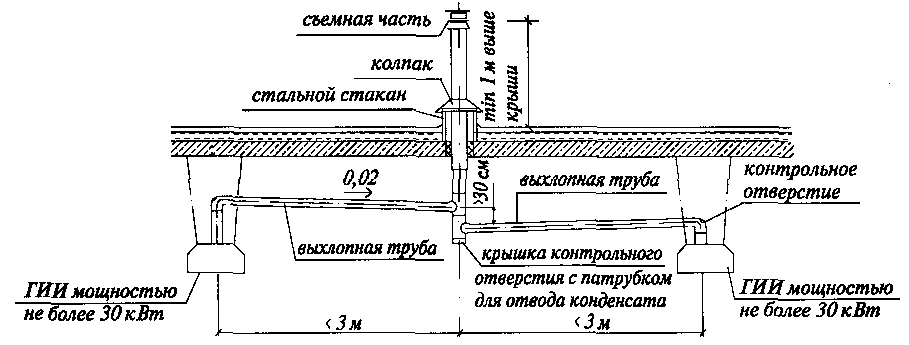 съемная часть
колпак
стальной стакан
min 1 м выше
крыши
0,02
>30 см
выхлопная труба
контрольное
отверстие
выхлопная труба
крышка контрольного
отверстия с патрубком
для отвода конденсата
ГИИ мощностью
не более 30 кВт
ГИИ мощностью
не более 30 кВт
<3 м
<3 м